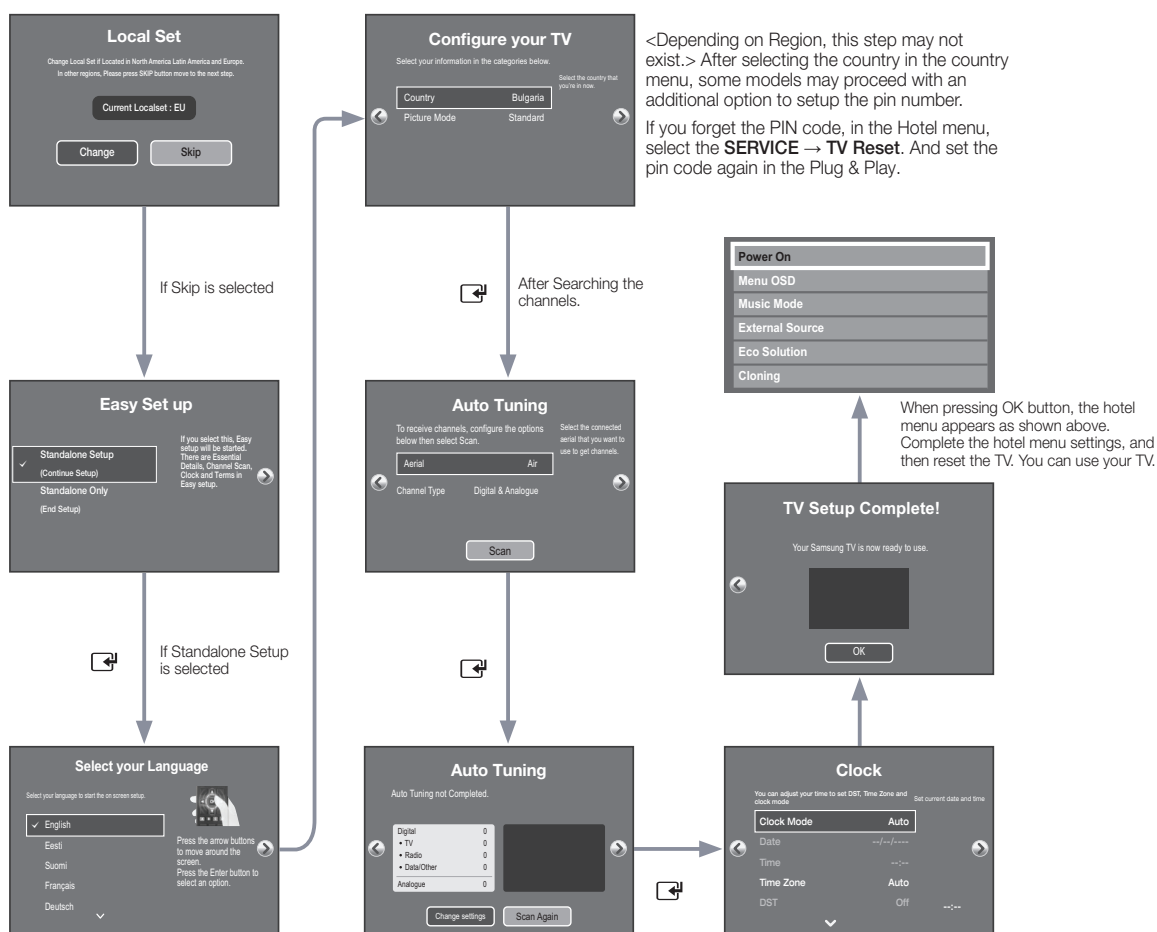 Local Set
Change Local Set if Located in North America Latin America and Europe.
In other regions, Please press SKIP button move to the next step.
Current Localset : EU
Change
Skip
If Skip is selected
Easy Set up
✓ Standalone Setup
(Continue Setup)
Standalone Only
(End Setup)
If you select this, Easy
setup will be started.
There are Essential
Details, Channel Scan,
Clock and Terms in
Easy setup.
If Standalone Setup
is selected
Select your Language
Select your language to start the on screen setup.
✓ English
Eesti
Suomi
Français
Deutsch
Press the arrow buttons
to move around the
screen.
Press the Enter button to
select an option.
Configure your TV
Select your information in the categories below.
Country Bulgaria
Picture Mode Standard
Select the country that
you're in now.
<Depending on Region, this step may not
exist.> After selecting the country in the country
menu, some models may proceed with an
additional option to setup the pin number.
If you forget the PIN code, in the Hotel menu,
select the SERVICE → TV Reset. And set the
pin code again in the Plug & Play.
After Searching the
channels.
Auto Tuning
To receive channels, configure the options
below then select Scan.
Aerial Air
Channel Type Digital & Analogue
Select the connected
aerial that you want to
use to get channels.
Scan
Auto Tuning
Auto Tuning not Completed.
Digital 0
• TV 0
• Radio 0
• Data/Other 0
Analogue 0
Change settings
Scan Again
Clock
You can adjust your time to set DST, Time Zone and
clock mode
Set current date and time
Clock Mode Auto
Date --/--/----
Time --:--
Time Zone Auto
DST Off
--:--
TV Setup Complete!
Your Samsung TV is now ready to use.
OK
When pressing OK button, the hotel
menu appears as shown above.
Complete the hotel menu settings, and
then reset the TV. You can use your TV.
Power On
Menu OSD
Music Mode
External Source
Eco Solution
Cloning